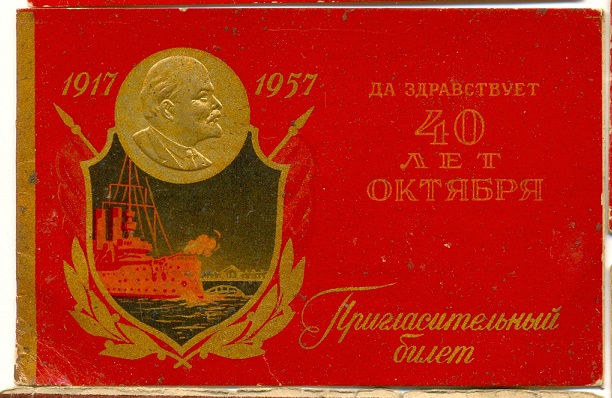 1917 1957
ДА ЗДРАВСТВУЕТ
40
ЛЕТ
ОКТЯБРЯ
Пригласительный
билет